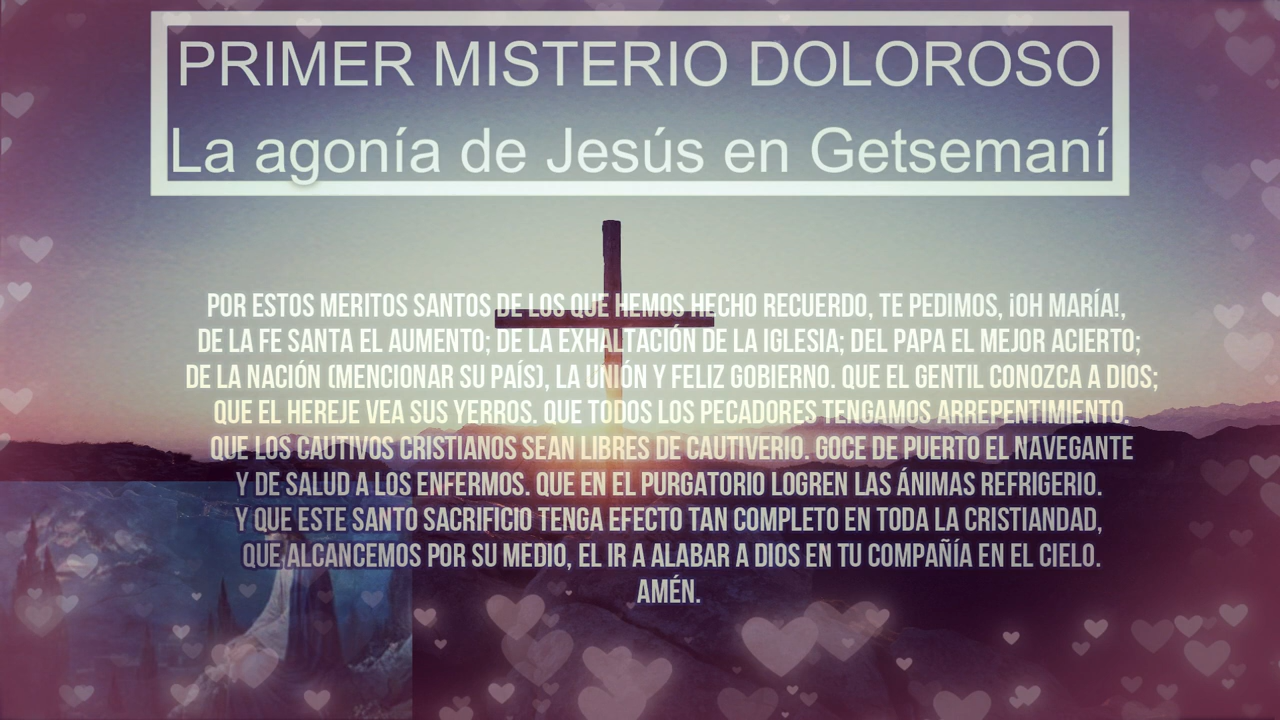 PRIMER MISTERIO DOLOROSO
La agonía de Jesús en Getsemaní
POR ESTOS MERITOS SANTOS DE LOS QUE HEMOS HECHO RECUERDO, TE PEDIMOS, ¡OH MARÍA!,
DE LA FE SANTA EL AUMENTO; DE LA EXHALTACIÓN DE LA IGLESIA; DEL PAPA EL MEJOR ACIERTO;
DE LA NACIÓN (MENCIONAR SU PAÍS), LA UNIÓN Y FELIZ GOBIERNO. QUE EL GENTIL CONOZCA A DIOS;
QUE EL HEREJE VEA SUS YERROS. QUE TODOS LOS PECADORES TENGAMOS ARREPENTIMIENTO.
QUE LOS CAUTIVOS CRISTIANOS SEAN LIBRES DE CAUTIVERIO. GOCE DE PUERTO EL NAVEGANTE
Y DE SALUD A LOS ENFERMOS. QUE EN EL PURGATORIO LOGREN LAS ÁNIMAS REFRIGERIO.
Y QUE ESTE SANTO SACRIFICIO TENGA EFECTO TAN COMPLETO EN TODA LA CRISTIANDAD,
QUE ALCANCEMOS POR SU MEDIO, EL IR A ALABAR A DIOS EN TU COMPAÑÍA EN EL CIELO.
AMÉN.